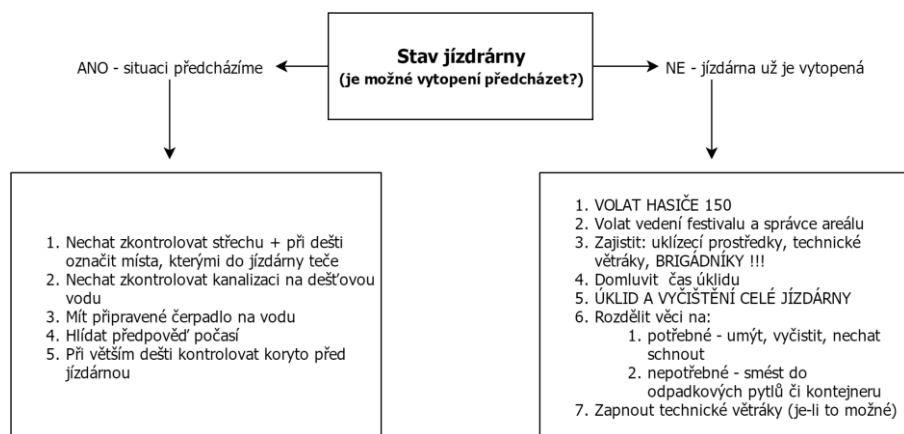 Stav jízdrárny
(je možné vytopení předcházet?)
ANO - situaci předcházíme
NE - jízdárna už je vytopená
1. Nechat zkontrolovat střechu + při dešti
označit místa, kterými do jízdárny teče
2. Nechat zkontrolovat kanalizaci na dešťovou
vodu
3. Mít připravené čerpadlo na vodu
4. Hlídat předpověď počasí
5. Při větším dešti kontrolovat koryto před
jízdárnou
1. VOLAT HASIČE 150
2. Volat vedení festivalu a správce areálu
3. Zajistit: uklízecí prostředky, technické
větráky, BRIGÁDNÍKY !!!
4. Domluvit čas úklidu
5. ÚKLID A VYČIŠTĚNÍ CELÉ JÍZDÁRNY
6. Rozdělit věci na:
1. potřebné - umýt, vyčistit, nechat
schnout
2. nepotřebné - smést do
odpadkových pytlů či kontejneru
7. Zapnout technické větráky (je-li to možné)